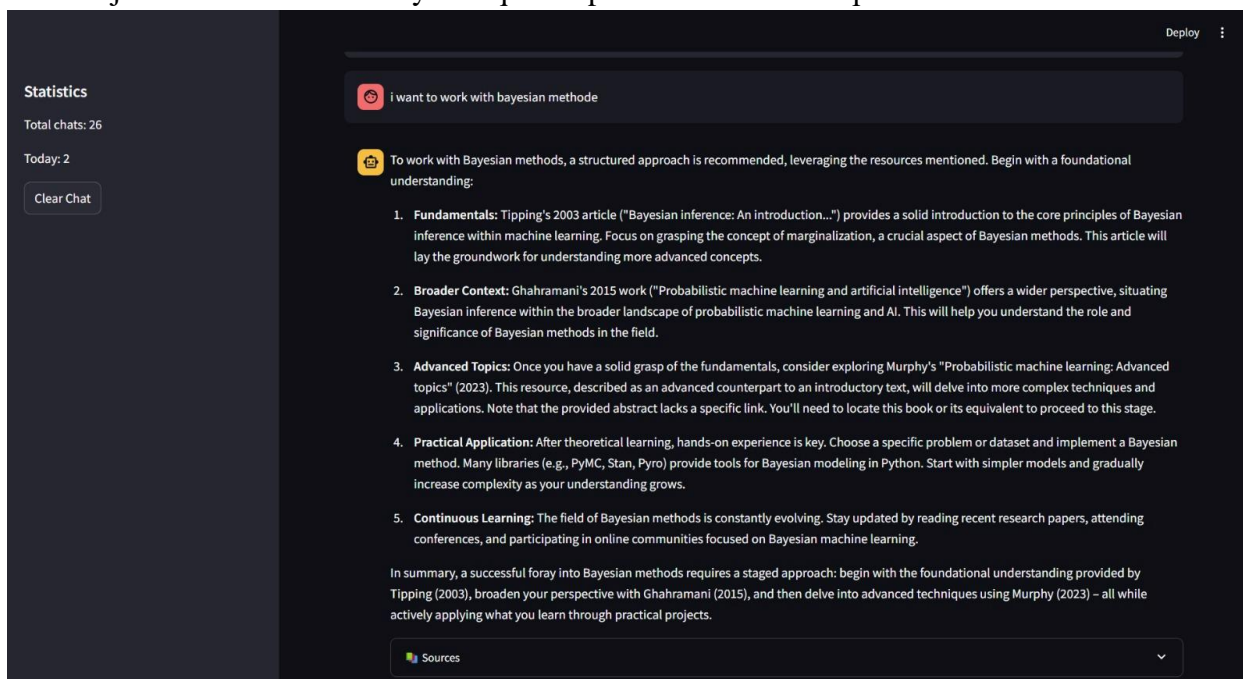 Deploy
Statistics
Total chats: 26
Today: 2
Clear Chat
i want to work with bayesian methode
To work with Bayesian methods, a structured approach is recommended, leveraging the resources mentioned. Begin with a foundational
understanding:
1. Fundamentals: Tipping's 2003 article ("Bayesian inference: An introduction...") provides a solid introduction to the core principles of Bayesian
inference within machine learning. Focus on grasping the concept of marginalization, a crucial aspect of Bayesian methods. This article will
lay the groundwork for understanding more advanced concepts.
2. Broader Context: Ghahramani's 2015 work ("Probabilistic machine learning and artificial intelligence") offers a wider perspective, situating
Bayesian inference within the broader landscape of probabilistic machine learning and AI. This will help you understand the role and
significance of Bayesian methods in the field.
3. Advanced Topics: Once you have a solid grasp of the fundamentals, consider exploring Murphy's "Probabilistic machine learning: Advanced
topics" (2023). This resource, described as an advanced counterpart to an introductory text, will delve into more complex techniques and
applications. Note that the provided abstract lacks a specific link. You'll need to locate this book or its equivalent to proceed to this stage.
4. Practical Application: After theoretical learning, hands-on experience is key. Choose a specific problem or dataset and implement a Bayesian
method. Many libraries (e.g., PyMC, Stan, Pyro) provide tools for Bayesian modeling in Python. Start with simpler models and gradually
increase complexity as your understanding grows.
5. Continuous Learning: The field of Bayesian methods is constantly evolving. Stay updated by reading recent research papers, attending
conferences, and participating in online communities focused on Bayesian machine learning.
In summary, a successful foray into Bayesian methods requires a staged approach: begin with the foundational understanding provided by
Tipping (2003), broaden your perspective with Ghahramani (2015), and then delve into advanced techniques using Murphy (2023) – all while
actively applying what you learn through practical projects.
Sources